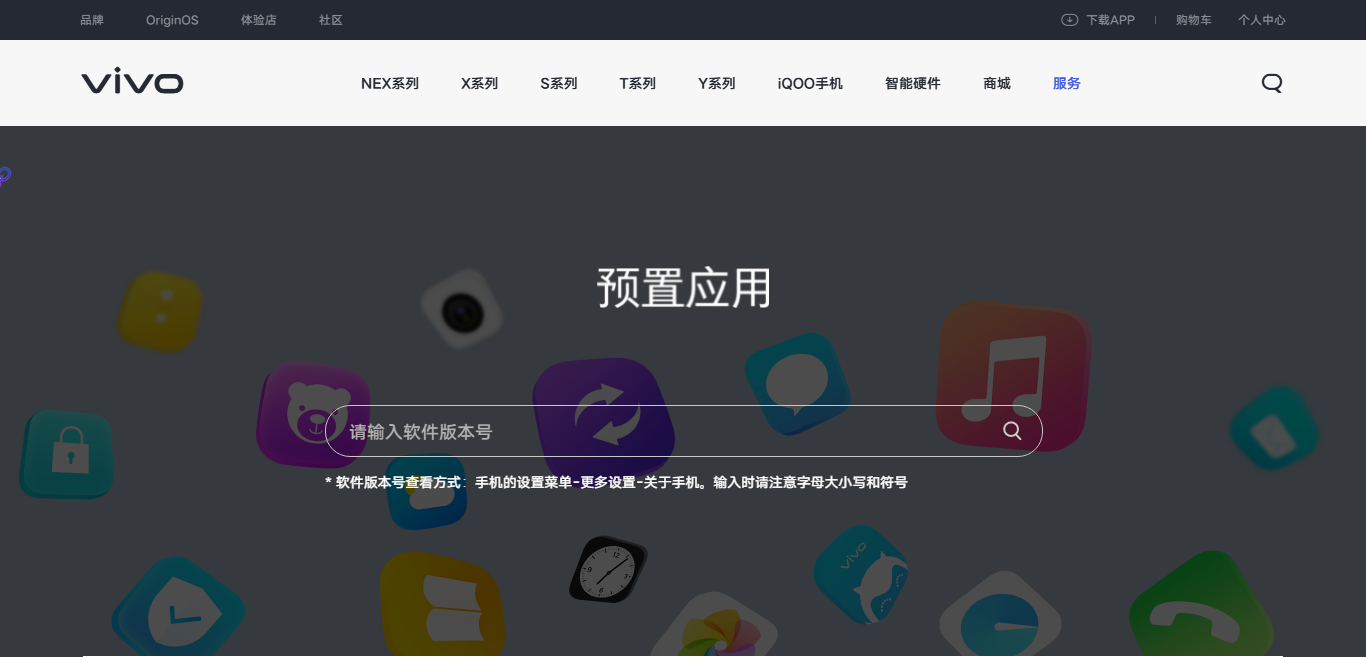 品牌 OriginOS 体验店 社区 下载APP 购物车 个人中心
vivo NEX系列 X系列 S系列 T系列 Y系列 iQOO手机 智能硬件 商城 服务
预置应用
请输入软件版本号
* 软件版本号查看方式：手机的设置菜单-更多设置-关于手机。输入时请注意字母大小写和符号
12
vivo